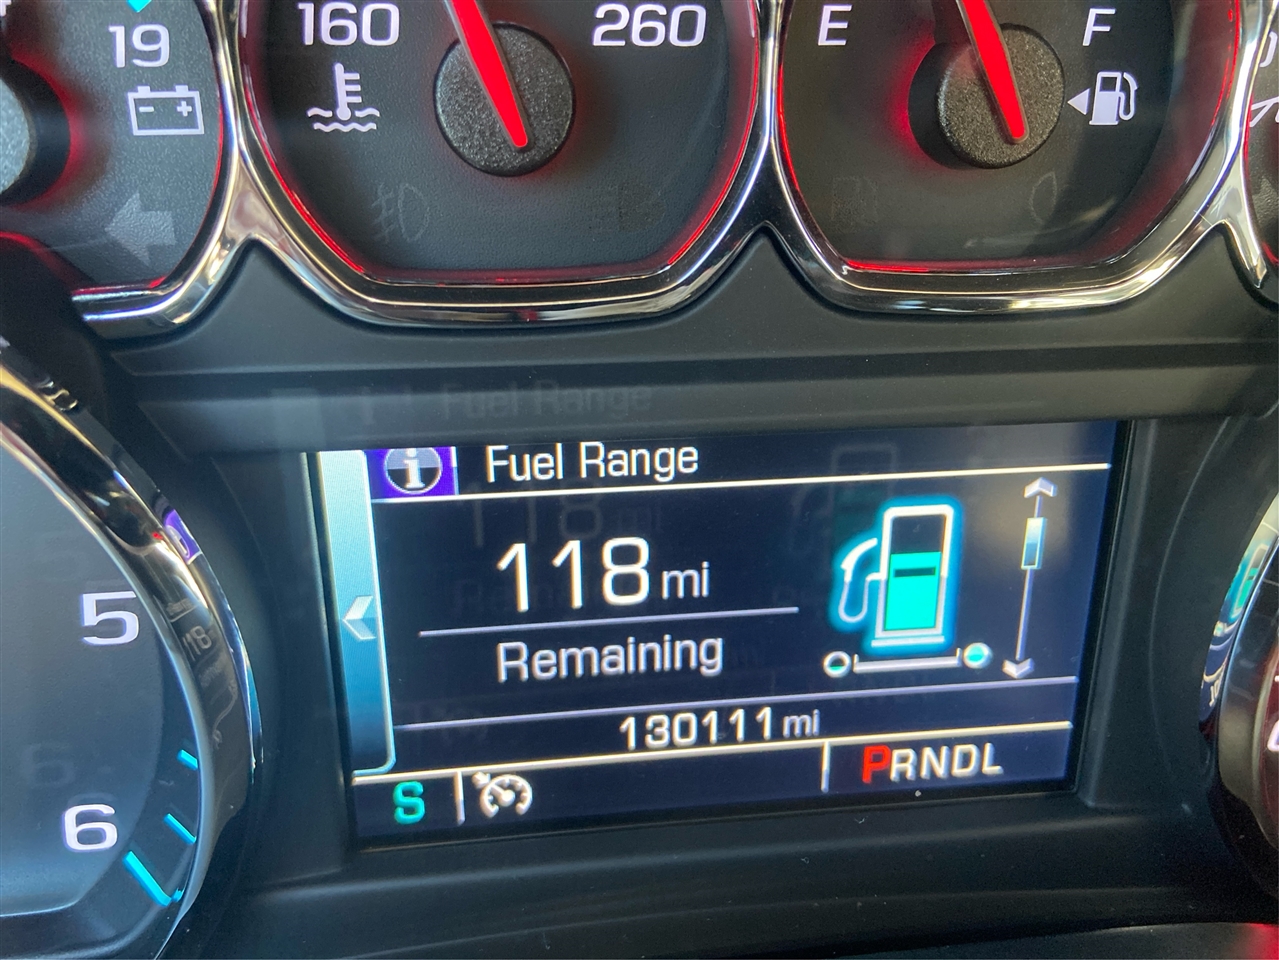 19
160 260
E F
Fuel Range
118 mi
Remaining
130111 mi
S
PRNDL
5
6